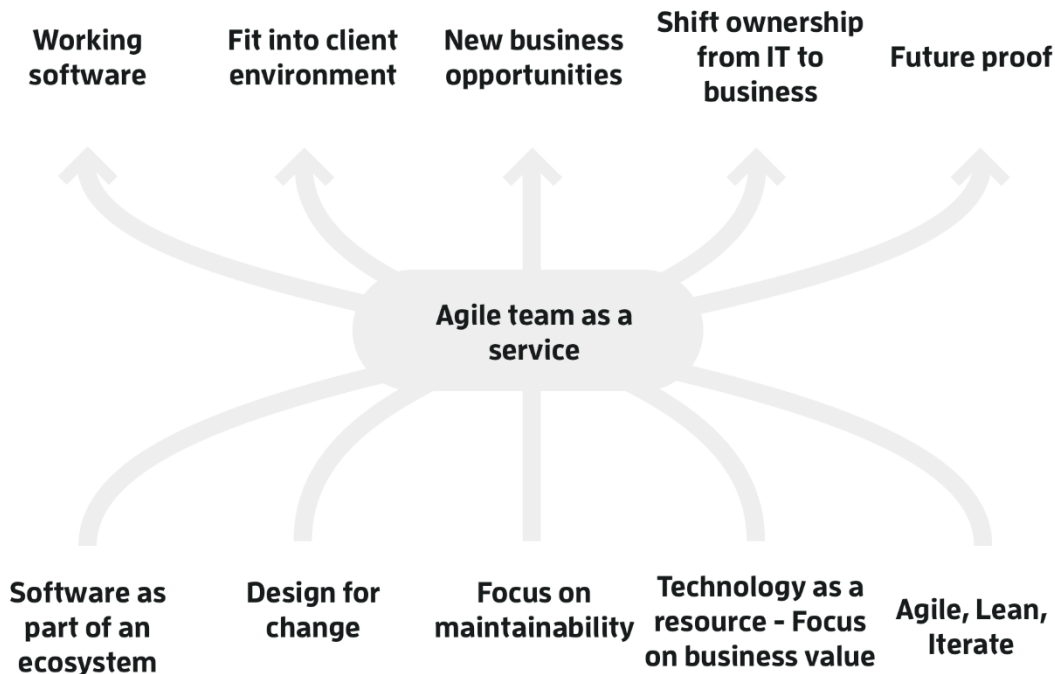 Working
software
Fit into client
environment
New business
opportunities
Shift ownership
from IT to
business
Future proof
Agile team as a
service
Software as
part of an
ecosystem
Design for
change
Focus on
maintainability
Technology as a
resource - Focus
on business value
Agile, Lean,
Iterate